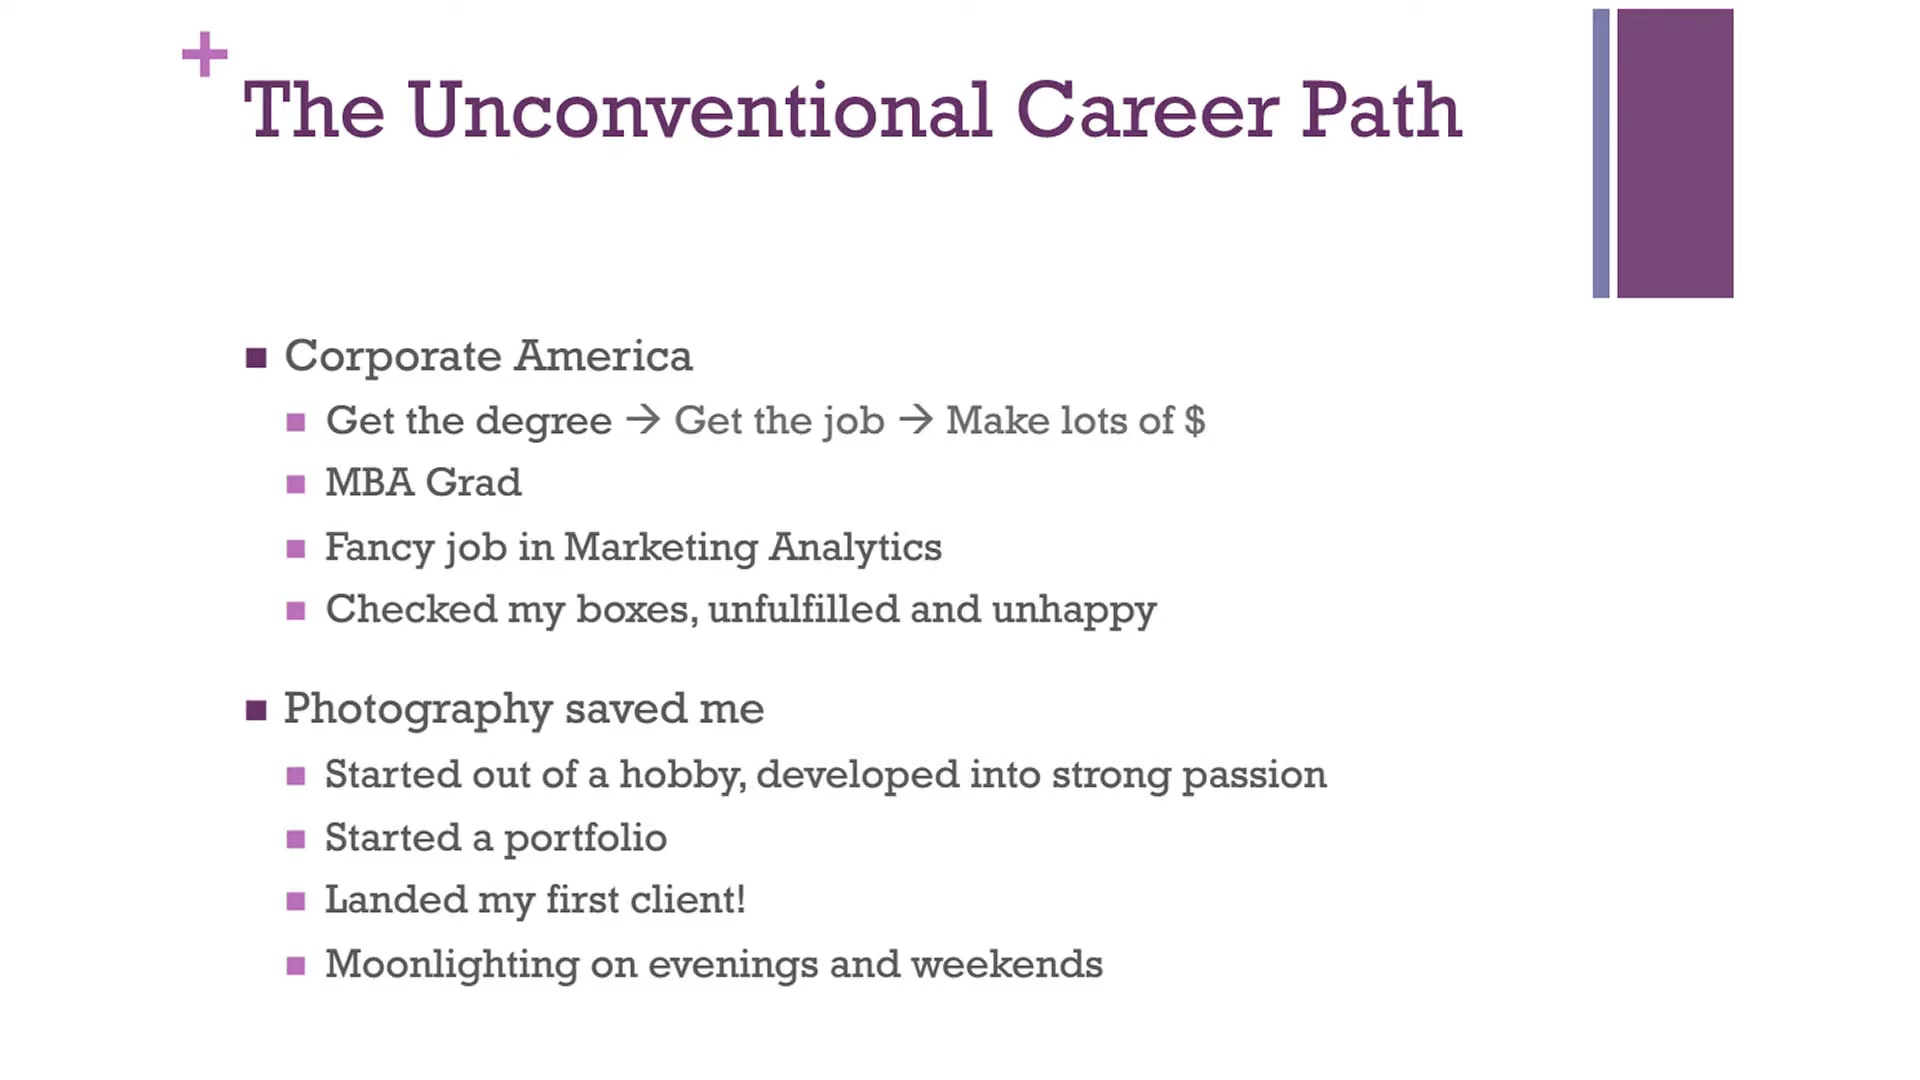 The Unconventional Career Path
Corporate America
Get the degree → Get the job → Make lots of $
MBA Grad
Fancy job in Marketing Analytics
Checked my boxes, unfulfilled and unhappy
Photography saved me
Started out of a hobby, developed into strong passion
Started a portfolio
Landed my first client!
Moonlighting on evenings and weekends